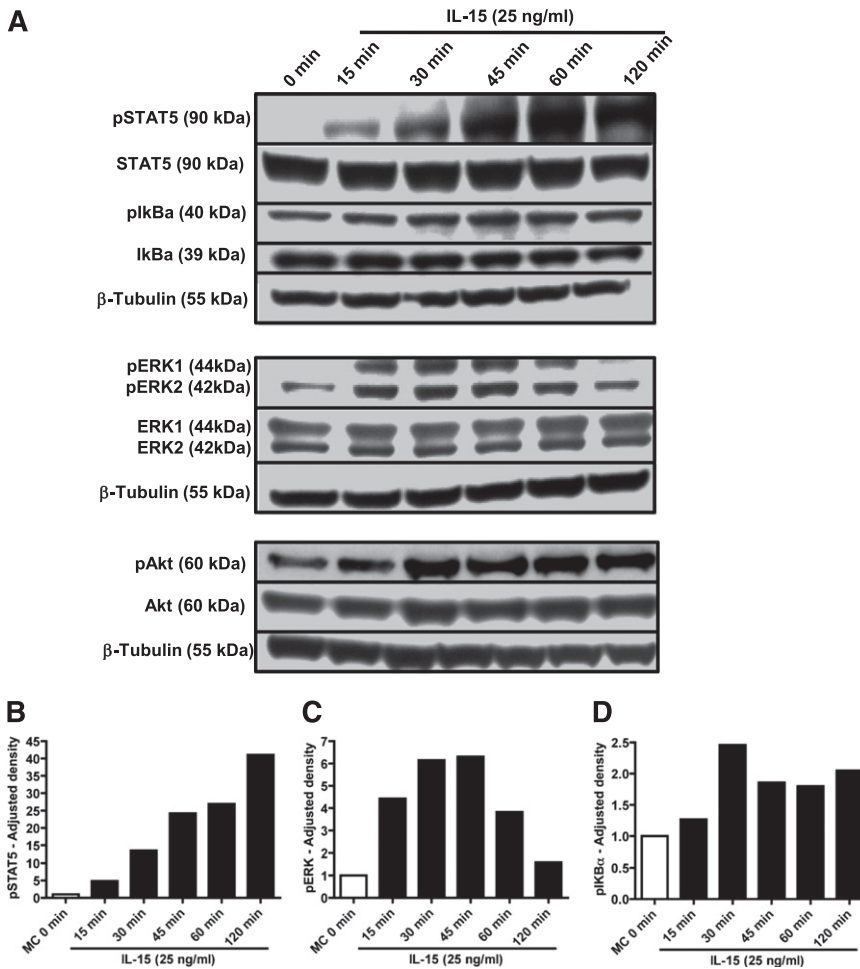 A
IL-15 (25 ng/ml)
0 min 15 min 30 min 45 min 60 min 120 min
pSTAT5 (90 kDa)
STAT5 (90 kDa)
pIkBa (40 kDa)
IkBa (39 kDa)
β-Tubulin (55 kDa)
pERK1 (44kDa)
pERK2 (42kDa)
ERK1 (44kDa)
ERK2 (42kDa)
β-Tubulin (55 kDa)
pAkt (60 kDa)
Akt (60 kDa)
β-Tubulin (55 kDa)
B
pSTAT5 - Adjusted density
45
40
35
30
25
20
15
10
5
0
MC 0 min 15 min 30 min 45 min 60 min 120 min
IL-15 (25 ng/ml)
C
pERK - Adjusted density
7
6
5
4
3
2
1
0
MC 0 min 15 min 30 min 45 min 60 min 120 min
IL-15 (25 ng/ml)
D
pIKBα - Adjusted density
2.5
2.0
1.5
1.0
0.5
0.0
MC 0 min 15 min 30 min 45 min 60 min 120 min
IL-15 (25 ng/ml)